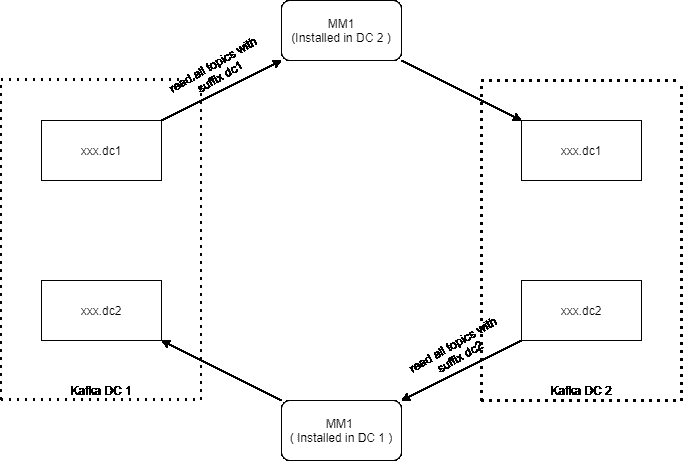 MM1
(Installed in DC 2 )
read all topics with
suffix dc1
xxx.dc1
xxx.dc1
xxx.dc2
xxx.dc2
read all topics with
suffix dc2
Kafka DC 1
Kafka DC 2
MM1
( Installed in DC 1 )